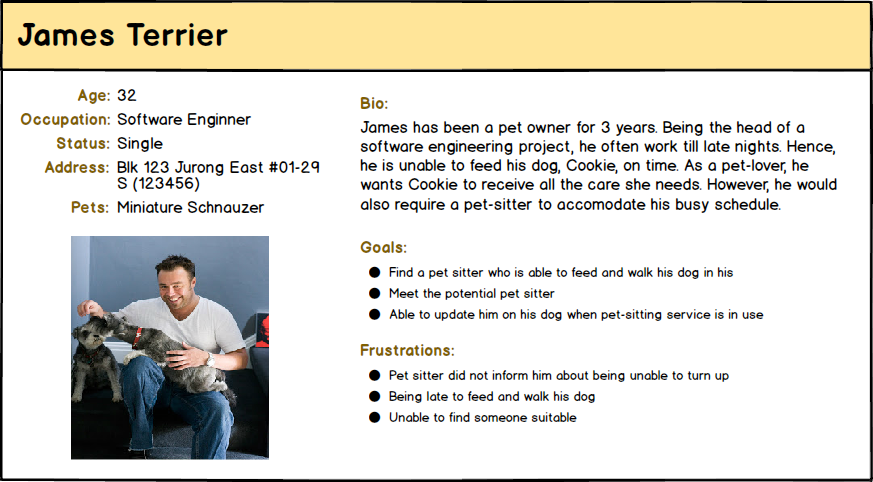 James Terrier
Age: 32
Occupation: Software Enginner
Status: Single
Address: Blk 123 Jurong East #01-29
S (123456)
Pets: Miniature Schnauzer
Bio:
James has been a pet owner for 3 years. Being the head of a
software engineering project, he often work till late nights. Hence,
he is unable to feed his dog, Cookie, on time. As a pet-lover, he
wants Cookie to receive all the care she needs. However, he would
also require a pet-sitter to accomodate his busy schedule.
Goals:
● Find a pet sitter who is able to feed and walk his dog in his
● Meet the potential pet sitter
● Able to update him on his dog when pet-sitting service is in use
Frustrations:
● Pet sitter did not inform him about being unable to turn up
● Being late to feed and walk his dog
● Unable to find someone suitable